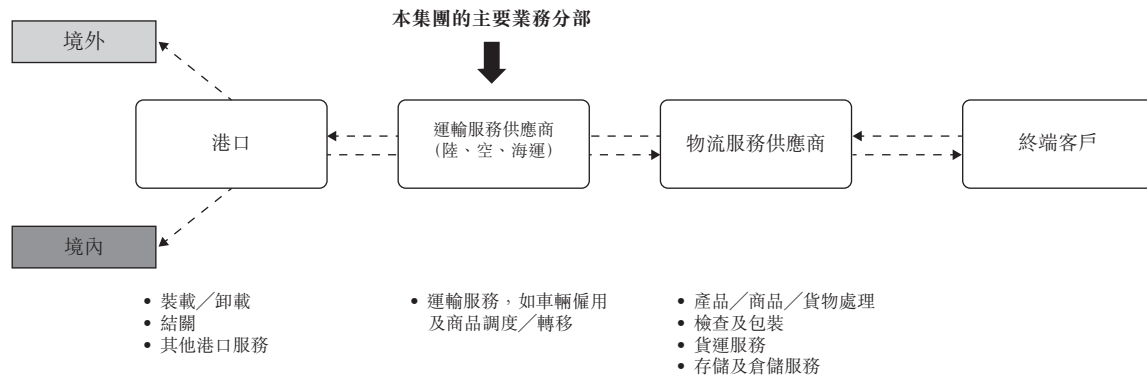 本集團的主要業務分部
境外
港口
運輸服務供應商
(陸、空、海運)
物流服務供應商
終端客戶
境內
• 裝載╱卸載
• 結關
• 其他港口服務
• 運輸服務，如車輛僱用
及商品調度╱轉移
• 產品╱商品╱貨物處理
• 檢查及包裝
• 貨運服務
• 存儲及倉儲服務